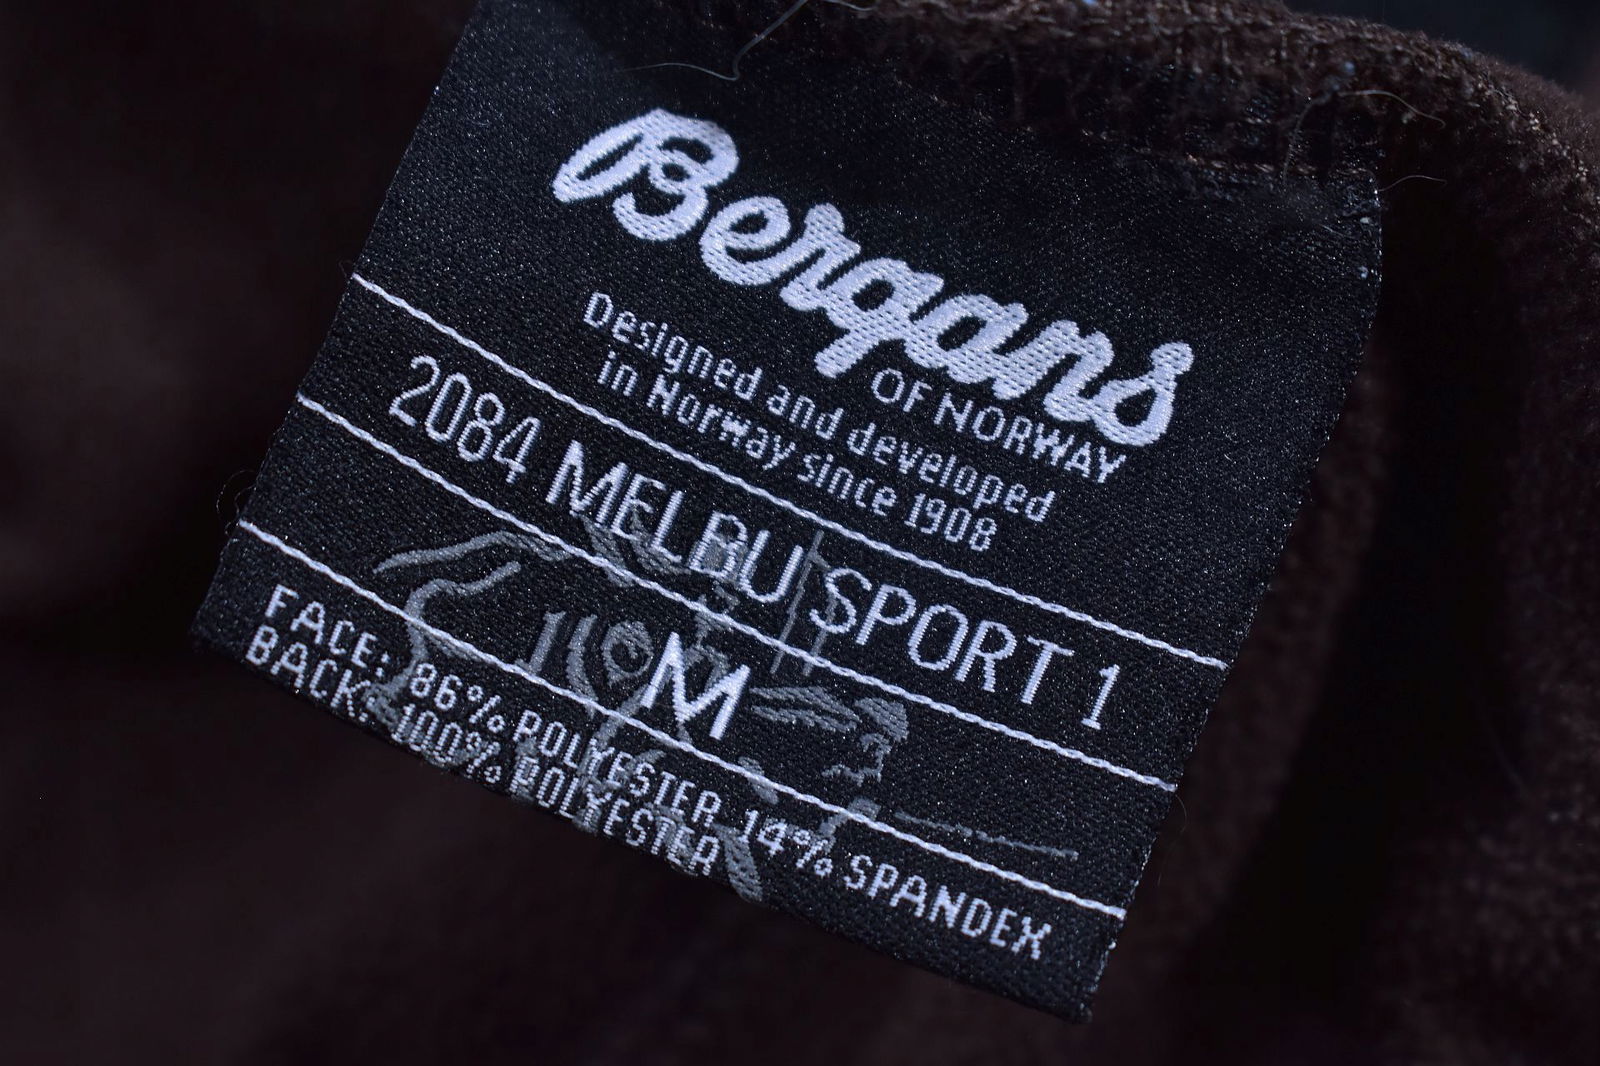 Bergans
OF NORWAY
Designed and developed
in Norway since 1908
2084 MELBU SPORT 1
M
FACE: 86% POLYESTER 14% SPANDEX
BACK: 100% POLYESTER